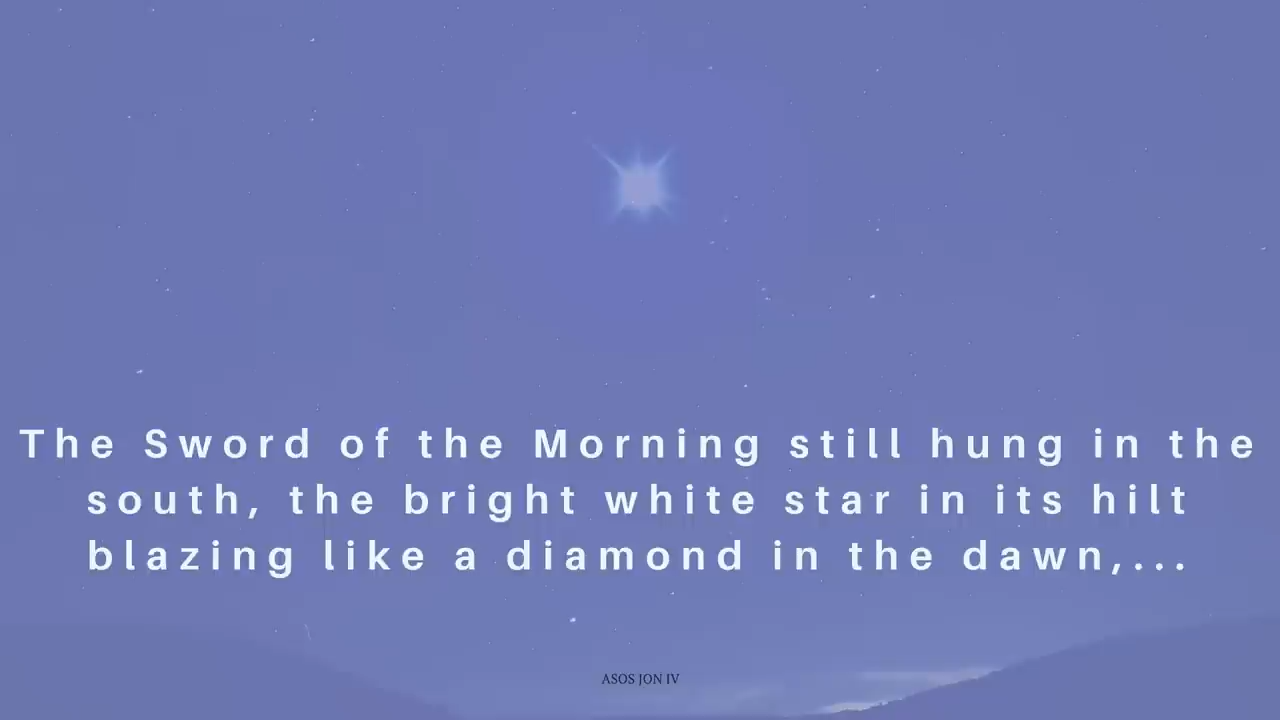 The Sword of the Morning still hung in the
south, the bright white star in its hilt
blazing like a diamond in the dawn,...
ASOS JON IV